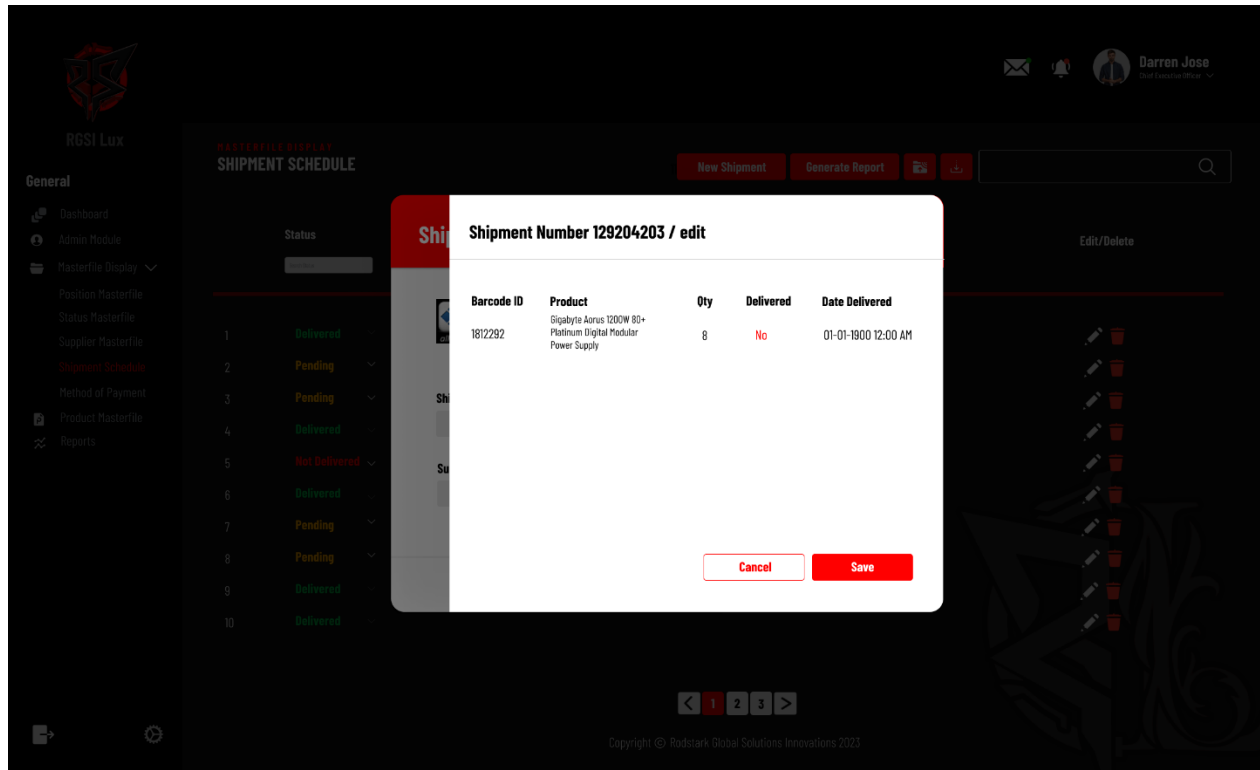 RGSI Lux
Darren Jose
Chief Executive Officer
MASTERFILE DISPLAY
SHIPMENT SCHEDULE
New Shipment
Generate Report
General
Dashboard
Admin Module
Masterfile Display
Position Masterfile
Status Masterfile
Supplier Masterfile
Shipment Schedule
Method of Payment
Product Masterfile
Reports
Status
Edit/Delete
1 Delivered
2 Pending
3 Pending
4 Delivered
5 Not Delivered
6 Delivered
7 Pending
8 Pending
9 Delivered
10 Delivered
Ship
Shi
Su
Shipment Number 129204203 / edit
Barcode ID Product Qty Delivered Date Delivered
1812292 Gigabyte Aorus 1200W 80+
Platinum Digital Modular
Power Supply
8 No 01-01-1900 12:00 AM
Cancel Save
1 2 3
Copyright © Rodstark Global Solutions Innovations 2023